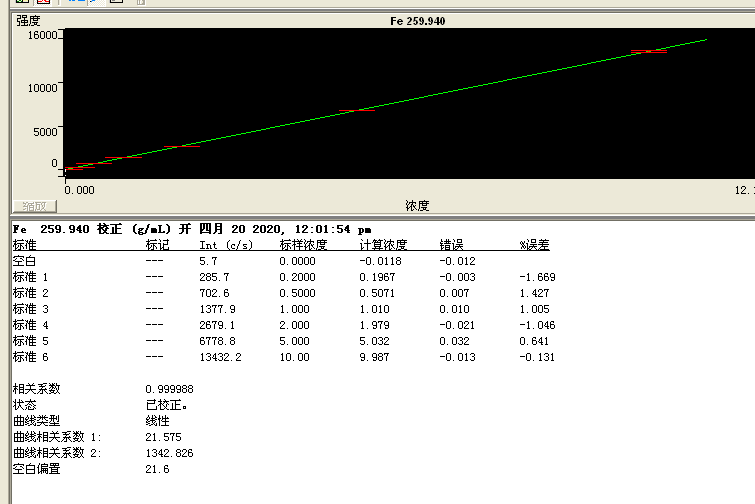 强度
Fe 259.940
16000
10000
5000
0
0.000
缩放
浓度
Fe 259.940 校正 (g/mL) 开 四月 20 2020, 12:01:54 pm
标准 标记 Int (c/s) 标样浓度 计算浓度 错误 %误差
空白 --- 5.7 0.0000 -0.0118 -0.012
标准 1 --- 285.7 0.2000 0.1967 -0.003 -1.669
标准 2 --- 702.6 0.5000 0.5071 0.007 1.427
标准 3 --- 1377.9 1.000 1.010 0.010 1.005
标准 4 --- 2679.1 2.000 1.979 -0.021 -1.046
标准 5 --- 6778.8 5.000 5.032 0.032 0.641
标准 6 --- 13432.2 10.00 9.987 -0.013 -0.131
相关系数 0.999988
状态 已校正。
曲线类型 线性
曲线相关系数 1: 21.575
曲线相关系数 2: 1342.826
空白偏置 21.6